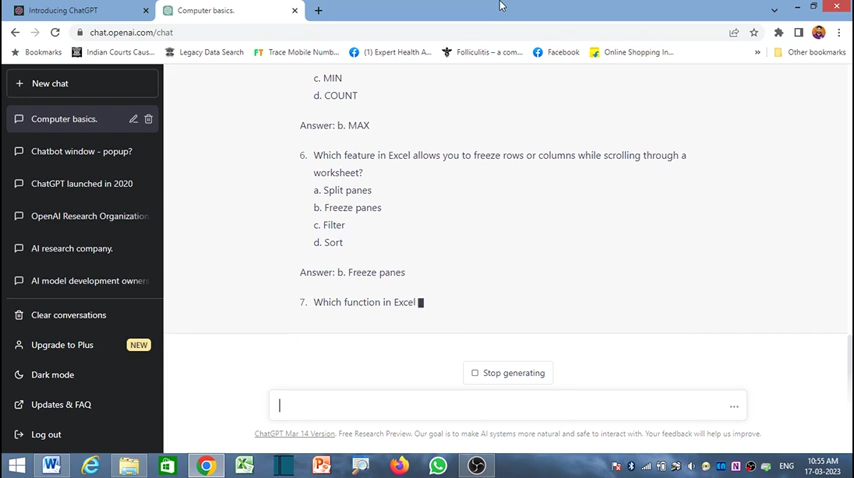 Introducing ChatGPT
Computer basics.
chat.openai.com/chat
Bookmarks
Indian Courts Caus...
Legacy Data Search
FT Trace Mobile Numb...
(1) Expert Health A...
Folliculitis – a com...
Facebook
Online Shopping In...
Other bookmarks
New chat
Computer basics.
Chatbot window - popup?
ChatGPT launched in 2020
OpenAI Research Organization
AI research company.
AI model development owners
Clear conversations
Upgrade to Plus NEW
Dark mode
Updates & FAQ
Log out
c. MIN
d. COUNT
Answer: b. MAX
6. Which feature in Excel allows you to freeze rows or columns while scrolling through a
worksheet?
a. Split panes
b. Freeze panes
c. Filter
d. Sort
Answer: b. Freeze panes
7. Which function in Excel
Stop generating
ChatGPT Mar 14 Version. Free Research Preview. Our goal is to make AI systems more natural and safe to interact with. Your feedback will help us improve.
ENG
10:55 AM
17-03-2023